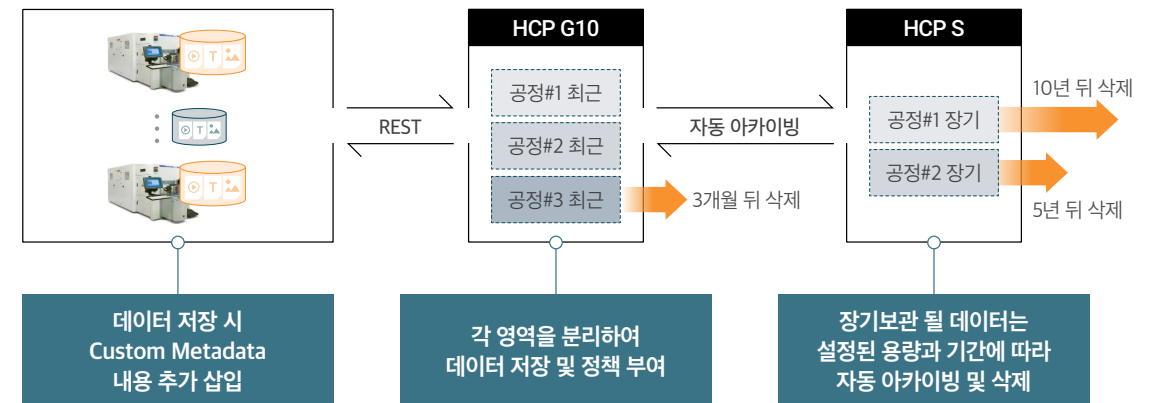 HCP G10
HCP S
공정#1 최근
공정#2 최근
공정#3 최근
REST
자동 아카이빙
3개월 뒤 삭제
공정#1 장기
공정#2 장기
10년 뒤 삭제
5년 뒤 삭제
T
T
T
데이터 저장 시
Custom Metadata
내용 추가 삽입
각 영역을 분리하여
데이터 저장 및 정책 부여
장기보관 될 데이터는
설정된 용량과 기간에 따라
자동 아카이빙 및 삭제